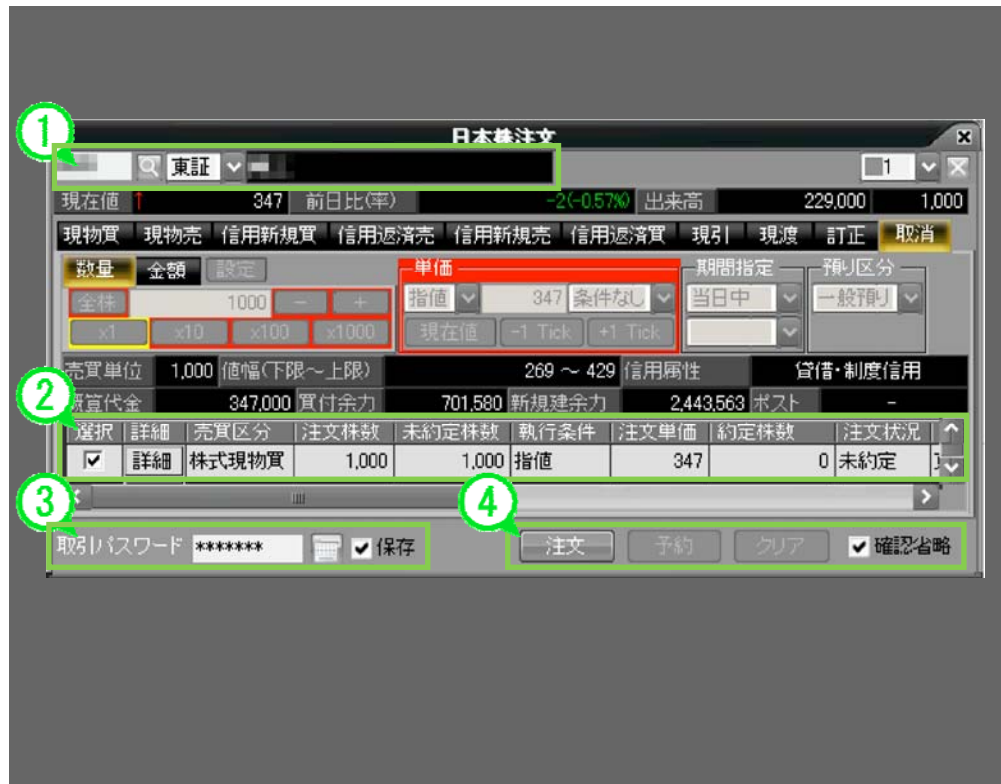 日本株注文
1
東証 1
現在値 ↑ 347 前日比(率) -2(-0.57%) 出来高 229,000 1,000
現物買 現物売 信用新規買 信用返済売 信用新規売 信用返済買 現引 現渡 訂正 取消
数量 金額 設定 単価 期間指定 預り区分
全株 1000 - + 指値 347 条件なし 当日中 一般預り
x1 x10 x100 x1000 現在値 -1 Tick +1 Tick
売買単位 1,000 値幅(下限～上限) 269 ～ 429 信用属性 貸借・制度信用
2
概算代金 347,000 買付余力 701,580 新規建余力 2,443,563 ポスト -
選択 詳細 売買区分 注文株数 未約定株数 執行条件 注文単価 約定株数 注文状況
詳細 株式現物買 1,000 1,000 指値 347 0 未約定
3 4
取引パスワード ******* 保存 注文 予約 クリア 確認省略